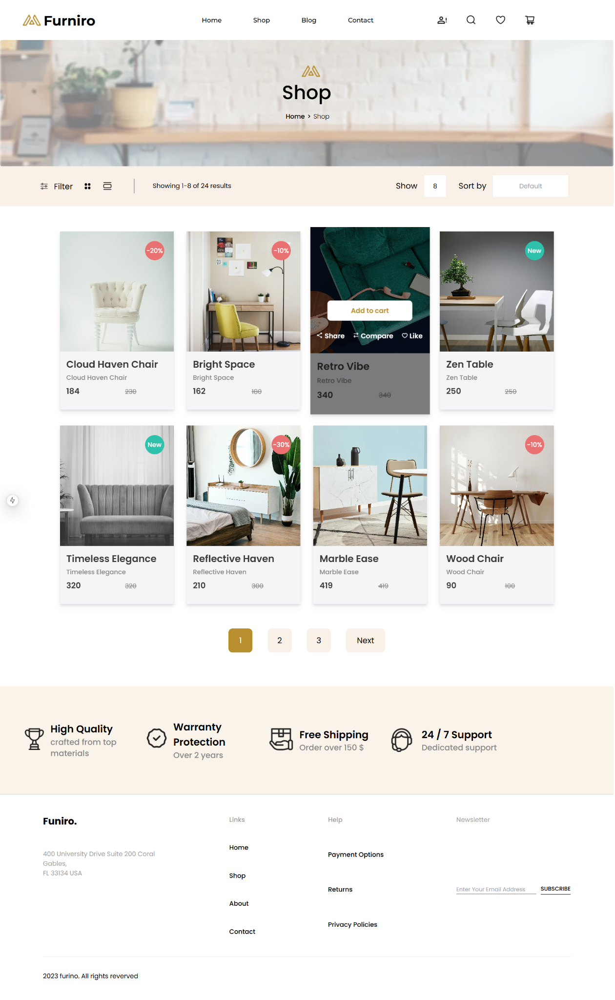 Furniro
Home
Shop
Blog
Contact
Shop
Home > Shop
Filter
Showing 1-8 of 24 results
Show
8
Sort by
Default
-20%
Cloud Haven Chair
Cloud Haven Chair
184 230
-10%
Bright Space
Bright Space
162 180
Add to cart
Share
Compare
Like
Retro Vibe
Retro Vibe
340 340
New
Zen Table
Zen Table
250 250
New
Timeless Elegance
Timeless Elegance
320 320
-30%
Reflective Haven
Reflective Haven
210 300
Marble Ease
Marble Ease
419 419
-10%
Wood Chair
Wood Chair
90 100
1
2
3
Next
High Quality
crafted from top
materials
Warranty
Protection
Over 2 years
Free Shipping
Order over 150 $
24 / 7 Support
Dedicated support
Funiro.
400 University Drive Suite 200 Coral
Gables,
FL 33134 USA
Links
Home
Shop
About
Contact
Help
Payment Options
Returns
Privacy Policies
Newsletter
Enter Your Email Address
SUBSCRIBE
2023 furino. All rights reverved